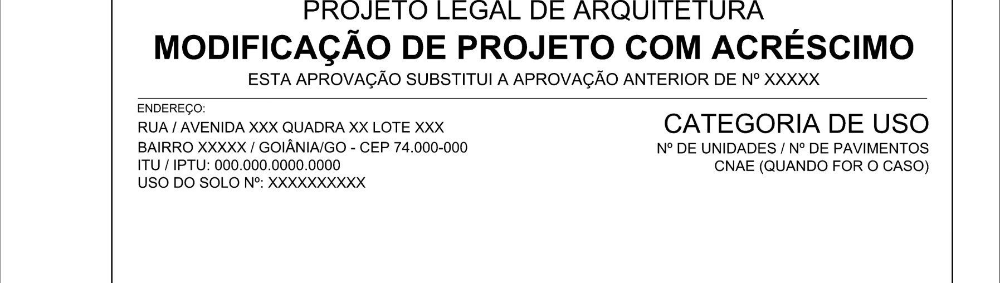 PROJETO LEGAL DE ARQUITETURA
MODIFICAÇÃO DE PROJETO COM ACRÉSCIMO
ESTA APROVAÇÃO SUBSTITUI A APROVAÇÃO ANTERIOR DE Nº XXXXX
ENDEREÇO:
RUA / AVENIDA XXX QUADRA XX LOTE XXX
BAIRRO XXXXX / GOIÂNIA/GO - CEP 74.000-000
ITU / IPTU: 000.000.0000.0000
USO DO SOLO Nº: XXXXXXXXXX
CATEGORIA DE USO
Nº DE UNIDADES / Nº DE PAVIMENTOS
CNAE (QUANDO FOR O CASO)